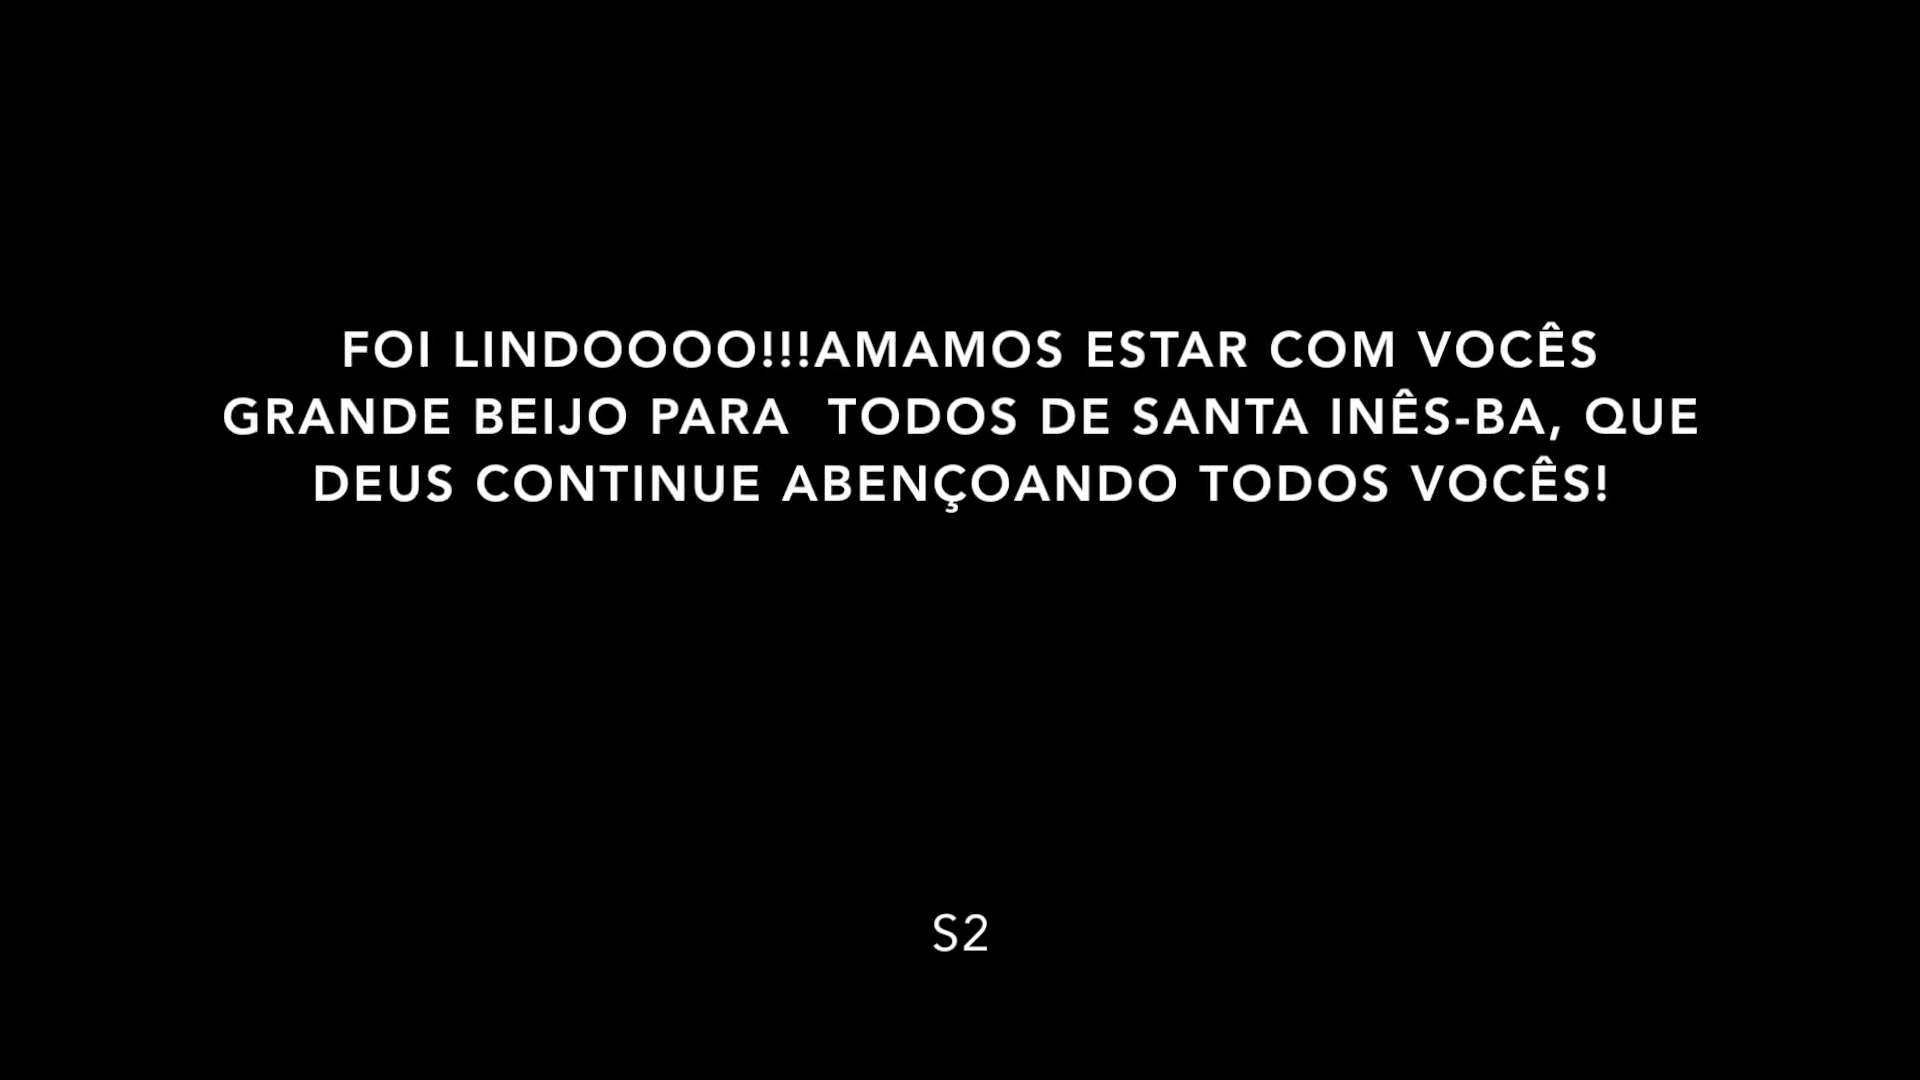 FOI LINDOOOO!!!AMAMOS ESTAR COM VOCÊS
GRANDE BEIJO PARA  TODOS DE SANTA INÊS-BA, QUE
DEUS CONTINUE ABENÇOANDO TODOS VOCÊS!
S2